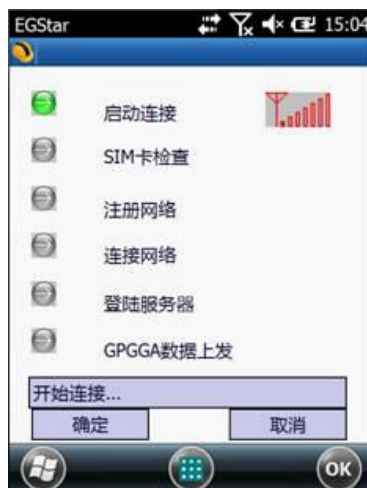 EGStar 15:04
启动连接
SIM卡检查
注册网络
连接网络
登陆服务器
GPGGA数据上发
开始连接...
确定 取消
OK